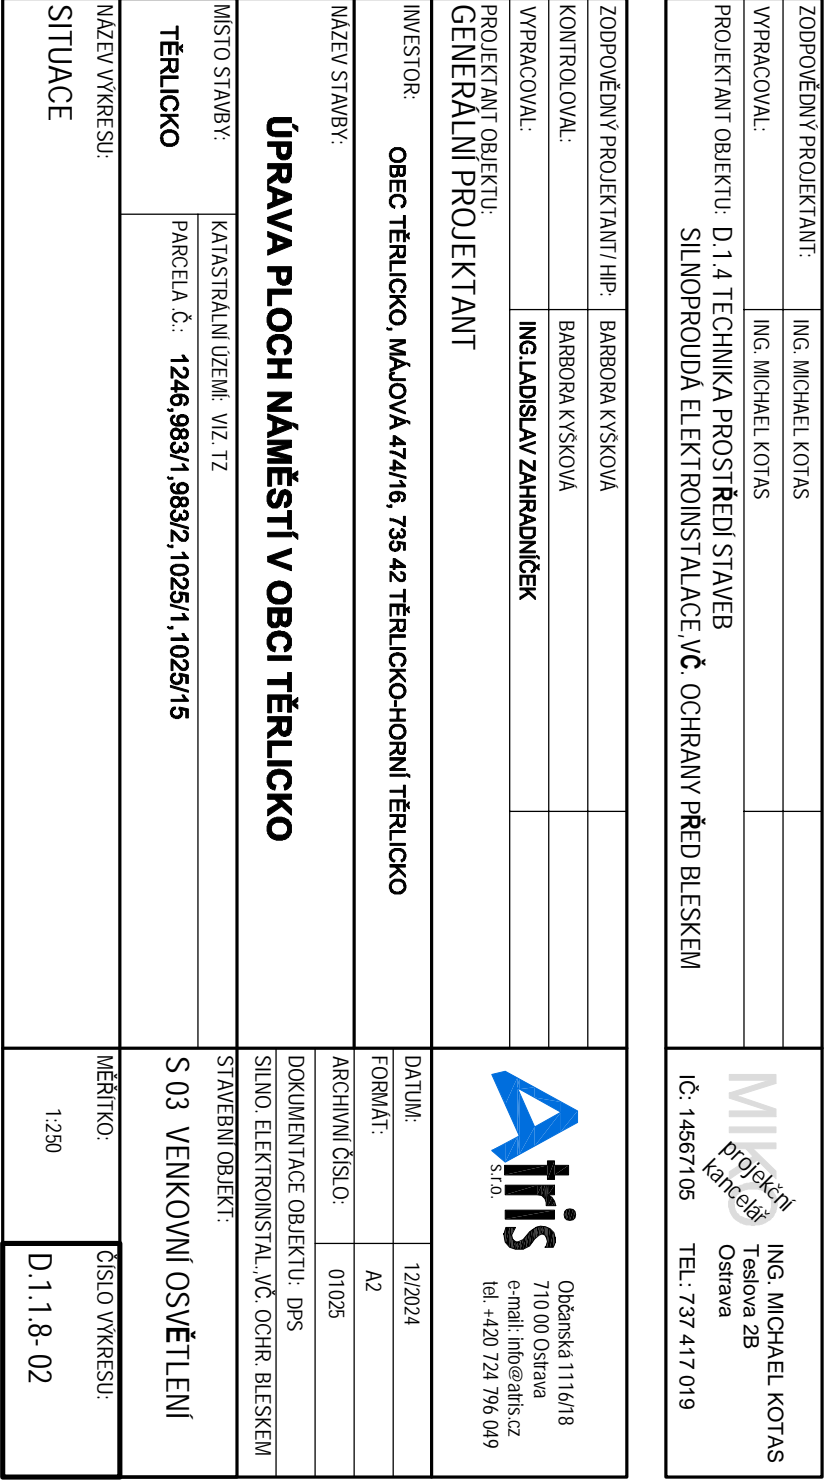 ZODPOVĚDNÝ PROJEKTANT: ING. MICHAEL KOTAS
VYPRACOVAL: ING. MICHAEL KOTAS
PROJEKTANT OBJEKTU: D.1.4 TECHNIKA PROSTŘEDÍ STAVEB
SILNOPROUDÁ ELEKTROINSTALACE,VČ. OCHRANY PŘED BLESKEM
MIKO
projekční
kancelář
ING. MICHAEL KOTAS
Teslova 2B
Ostrava
IČ: 14567105 TEL: 737 417 019
ZODPOVĚDNÝ PROJEKTANT/ HIP: BARBORA KYŠKOVÁ
KONTROLOVAL: BARBORA KYŠKOVÁ
VYPRACOVAL: ING.LADISLAV ZAHRADNÍČEK
PROJEKTANT OBJEKTU:
GENERÁLNÍ PROJEKTANT
Atris
s.r.o.
Občanská 1116/18
710 00 Ostrava
e-mail: info@atris.cz
tel. +420 724 796 049
INVESTOR: OBEC TĚRLICKO, MÁJOVÁ 474/16, 735 42 TĚRLICKO-HORNÍ TĚRLICKO
DATUM: 12/2024
FORMÁT: A2
NÁZEV STAVBY:
ÚPRAVA PLOCH NÁMĚSTÍ V OBCI TĚRLICKO
ARCHIVNÍ ČÍSLO: 01025
DOKUMENTACE OBJEKTU: DPS
SILNO. ELEKTROINSTAL.,VČ. OCHR. BLESKEM
MÍSTO STAVBY:
TĚRLICKO
KATASTRÁLNÍ ÚZEMÍ: VIZ. TZ
PARCELA .Č.: 1246,983/1,983/2,1025/1,1025/15
STAVEBNÍ OBJEKT:
S 03 VENKOVNÍ OSVĚTLENÍ
NÁZEV VÝKRESU:
SITUACE
MĚŘÍTKO:
1:250
ČÍSLO VÝKRESU:
D.1.1.8- 02